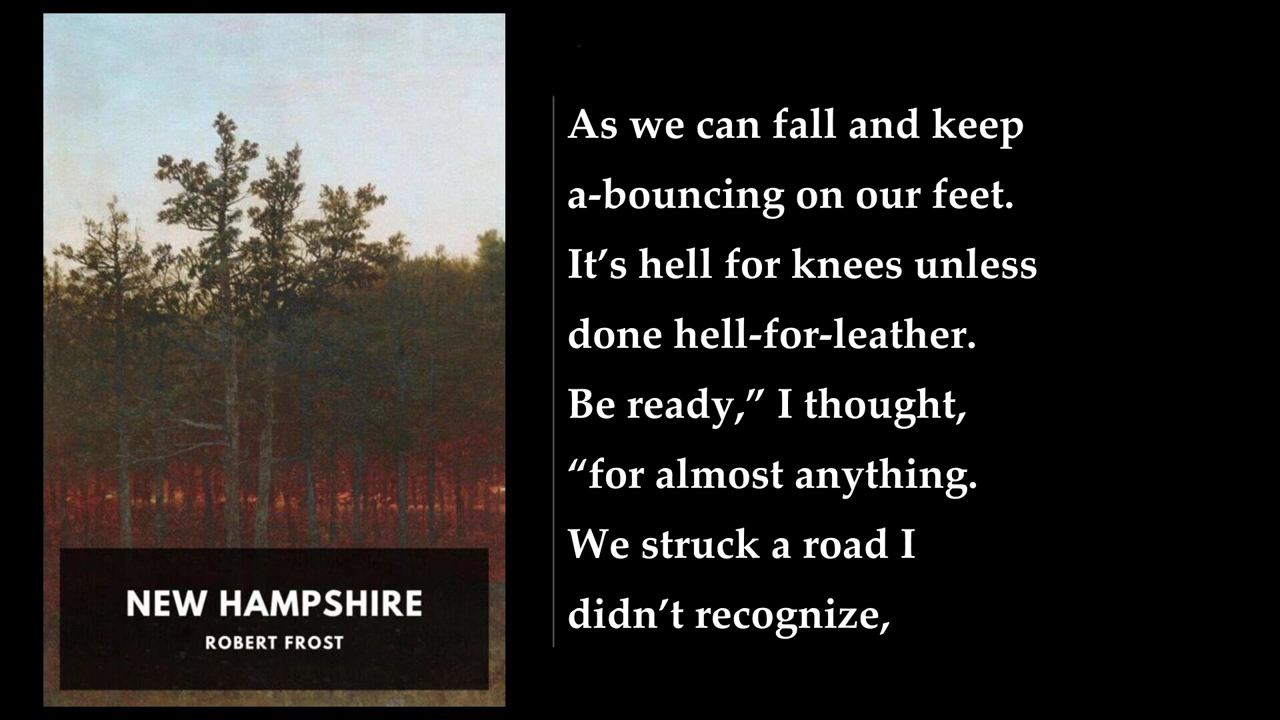 NEW HAMPSHIRE
ROBERT FROST
As we can fall and keep
a-bouncing on our feet.
It’s hell for knees unless
done hell-for-leather.
Be ready,” I thought,
“for almost anything.
We struck a road I
didn’t recognize,